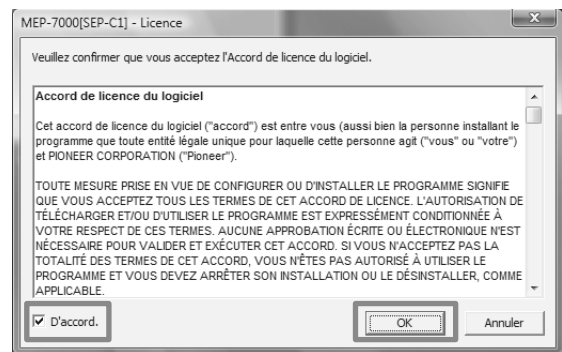 MEP-7000[SEP-C1] - Licence
Veuillez confirmer que vous acceptez l'Accord de licence du logiciel.
Accord de licence du logiciel
Cet accord de licence du logiciel ("accord") est entre vous (aussi bien la personne installant le
programme que toute entité légale unique pour laquelle cette personne agit ("vous" ou "votre")
et PIONEER CORPORATION ("Pioneer").
TOUTE MESURE PRISE EN VUE DE CONFIGURER OU D'INSTALLER LE PROGRAMME SIGNIFIE
QUE VOUS ACCEPTEZ TOUS LES TERMES DE CET ACCORD DE LICENCE. L'AUTORISATION DE
TÉLÉCHARGER ET/OU D'UTILISER LE PROGRAMME EST EXPRESSÉMENT CONDITIONNÉE À
VOTRE RESPECT DE CES TERMES. AUCUNE APPROBATION ÉCRITE OU ÉLECTRONIQUE N'EST
NÉCESSAIRE POUR VALIDER ET EXÉCUTER CET ACCORD. SI VOUS N'ACCEPTEZ PAS LA
TOTALITÉ DES TERMES DE CET ACCORD, VOUS N'ÊTES PAS AUTORISÉ À UTILISER LE
PROGRAMME ET VOUS DEVEZ ARRÊTER SON INSTALLATION OU LE DÉSINSTALLER, COMME
APPLICABLE.
D'accord. OK Annuler